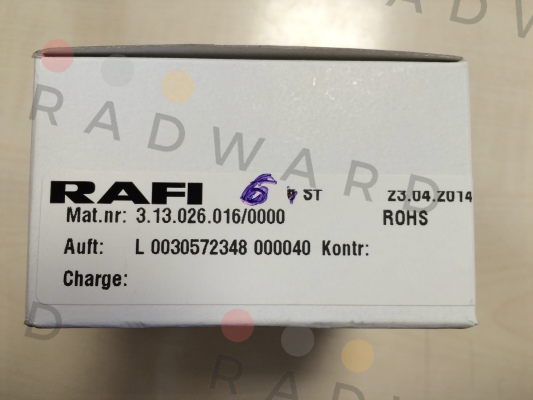 RAFI 6 ST 23.04.2014
Mat.nr: 3.13.026.016/0000 ROHS
Auft: L 0030572348 000040 Kontr:
Charge:
RADWARD